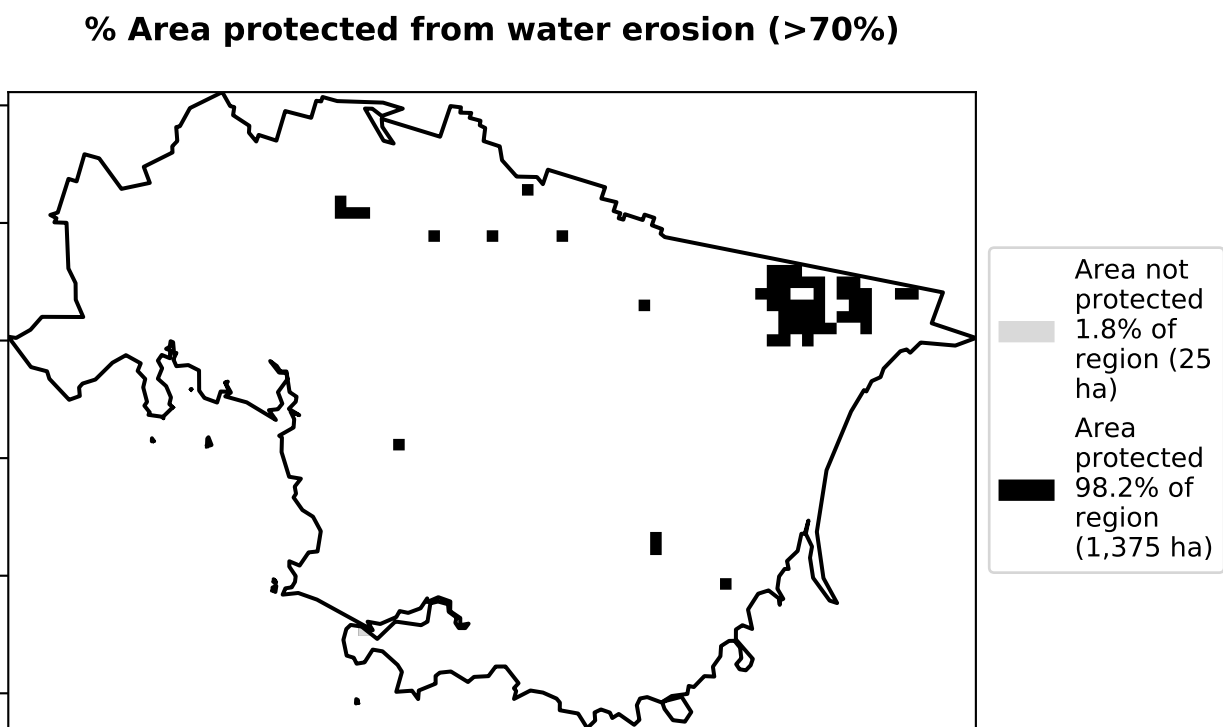 % Area protected from water erosion (>70%)
Area not
protected
1.8% of
region (25
ha)
Area
protected
98.2% of
region
(1,375 ha)